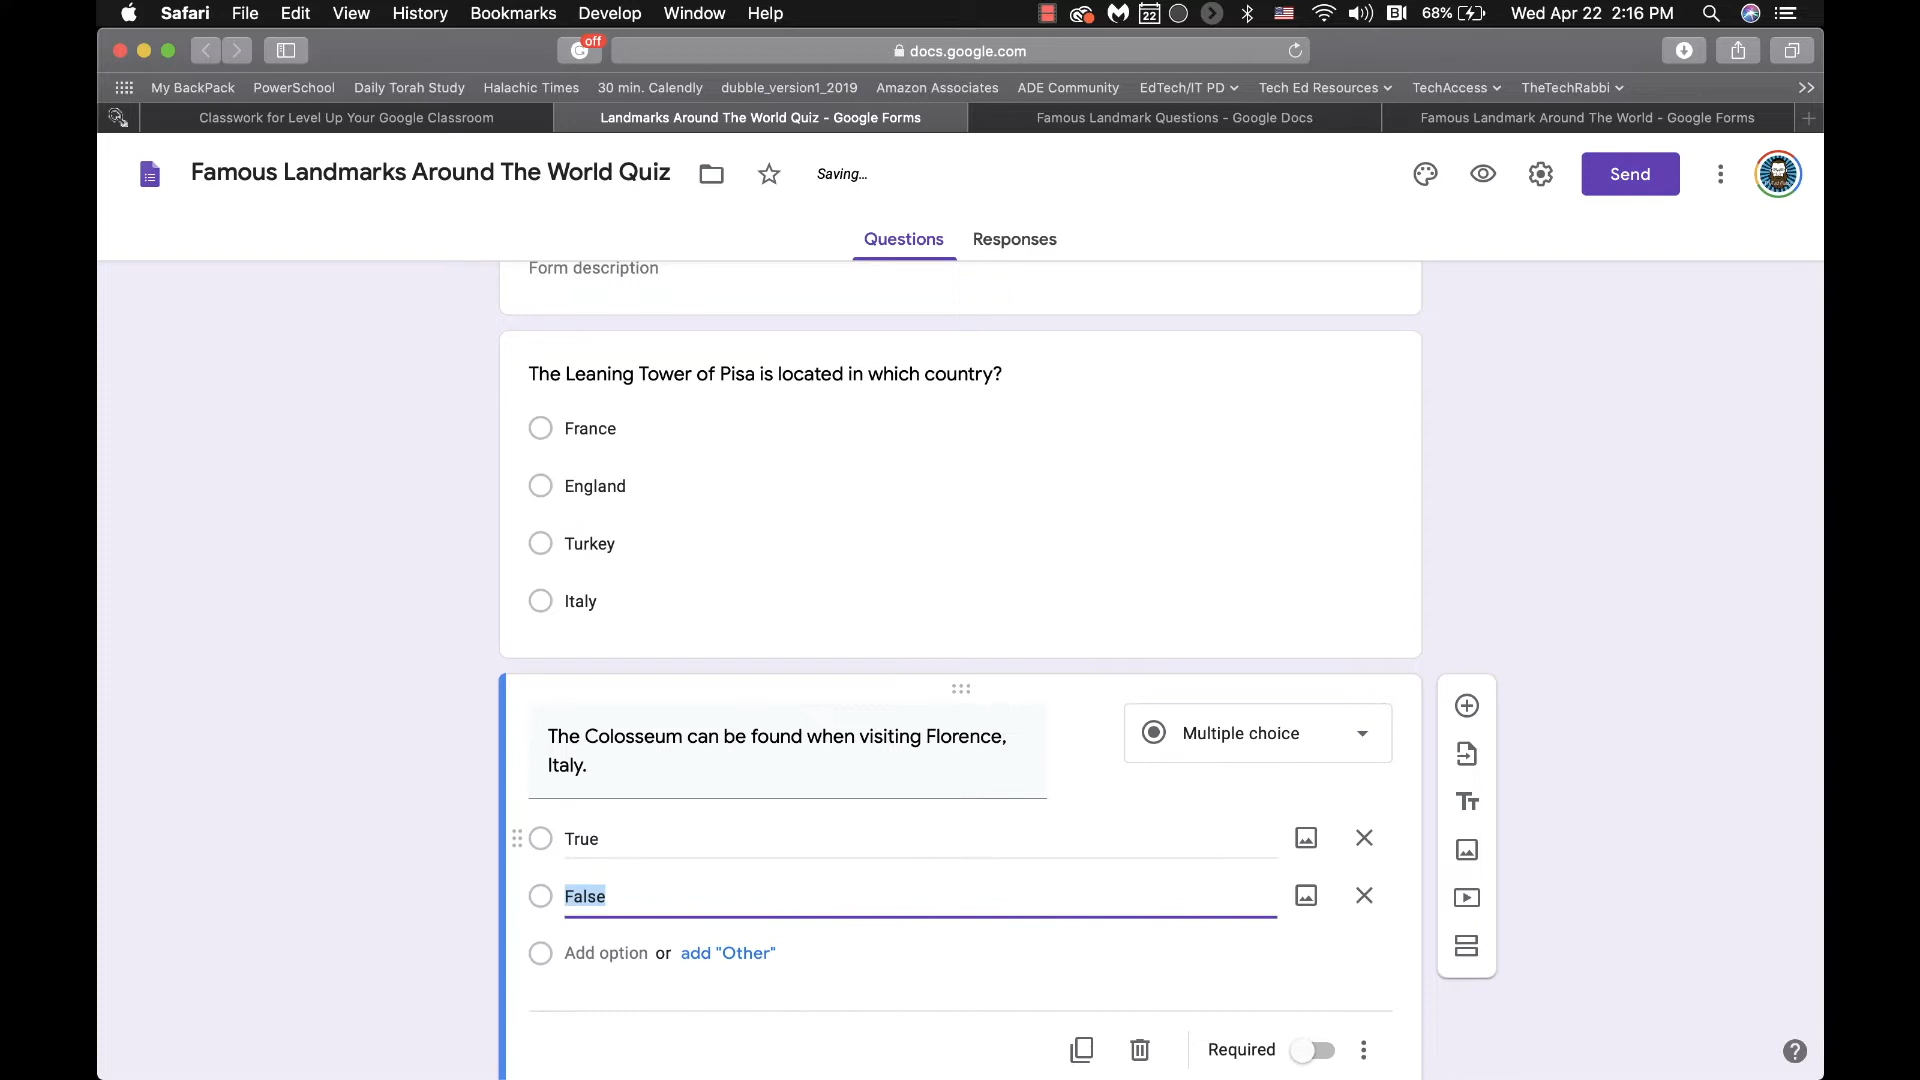 Safari File Edit View History Bookmarks Develop Window Help 22 68% Wed Apr 22 2:16 PM
off
docs.google.com
My BackPack PowerSchool Daily Torah Study Halachic Times 30 min. Calendly dubble_version1_2019 Amazon Associates ADE Community EdTech/IT PD Tech Ed Resources TechAccess TheTechRabbi
Classwork for Level Up Your Google Classroom Landmarks Around The World Quiz - Google Forms Famous Landmark Questions - Google Docs Famous Landmark Around The World - Google Forms
Famous Landmarks Around The World Quiz Saving... Send
Questions Responses
Form description
The Leaning Tower of Pisa is located in which country?
France
England
Turkey
Italy
The Colosseum can be found when visiting Florence,
Italy.
Multiple choice
True
False
Add option or add "Other"
Required